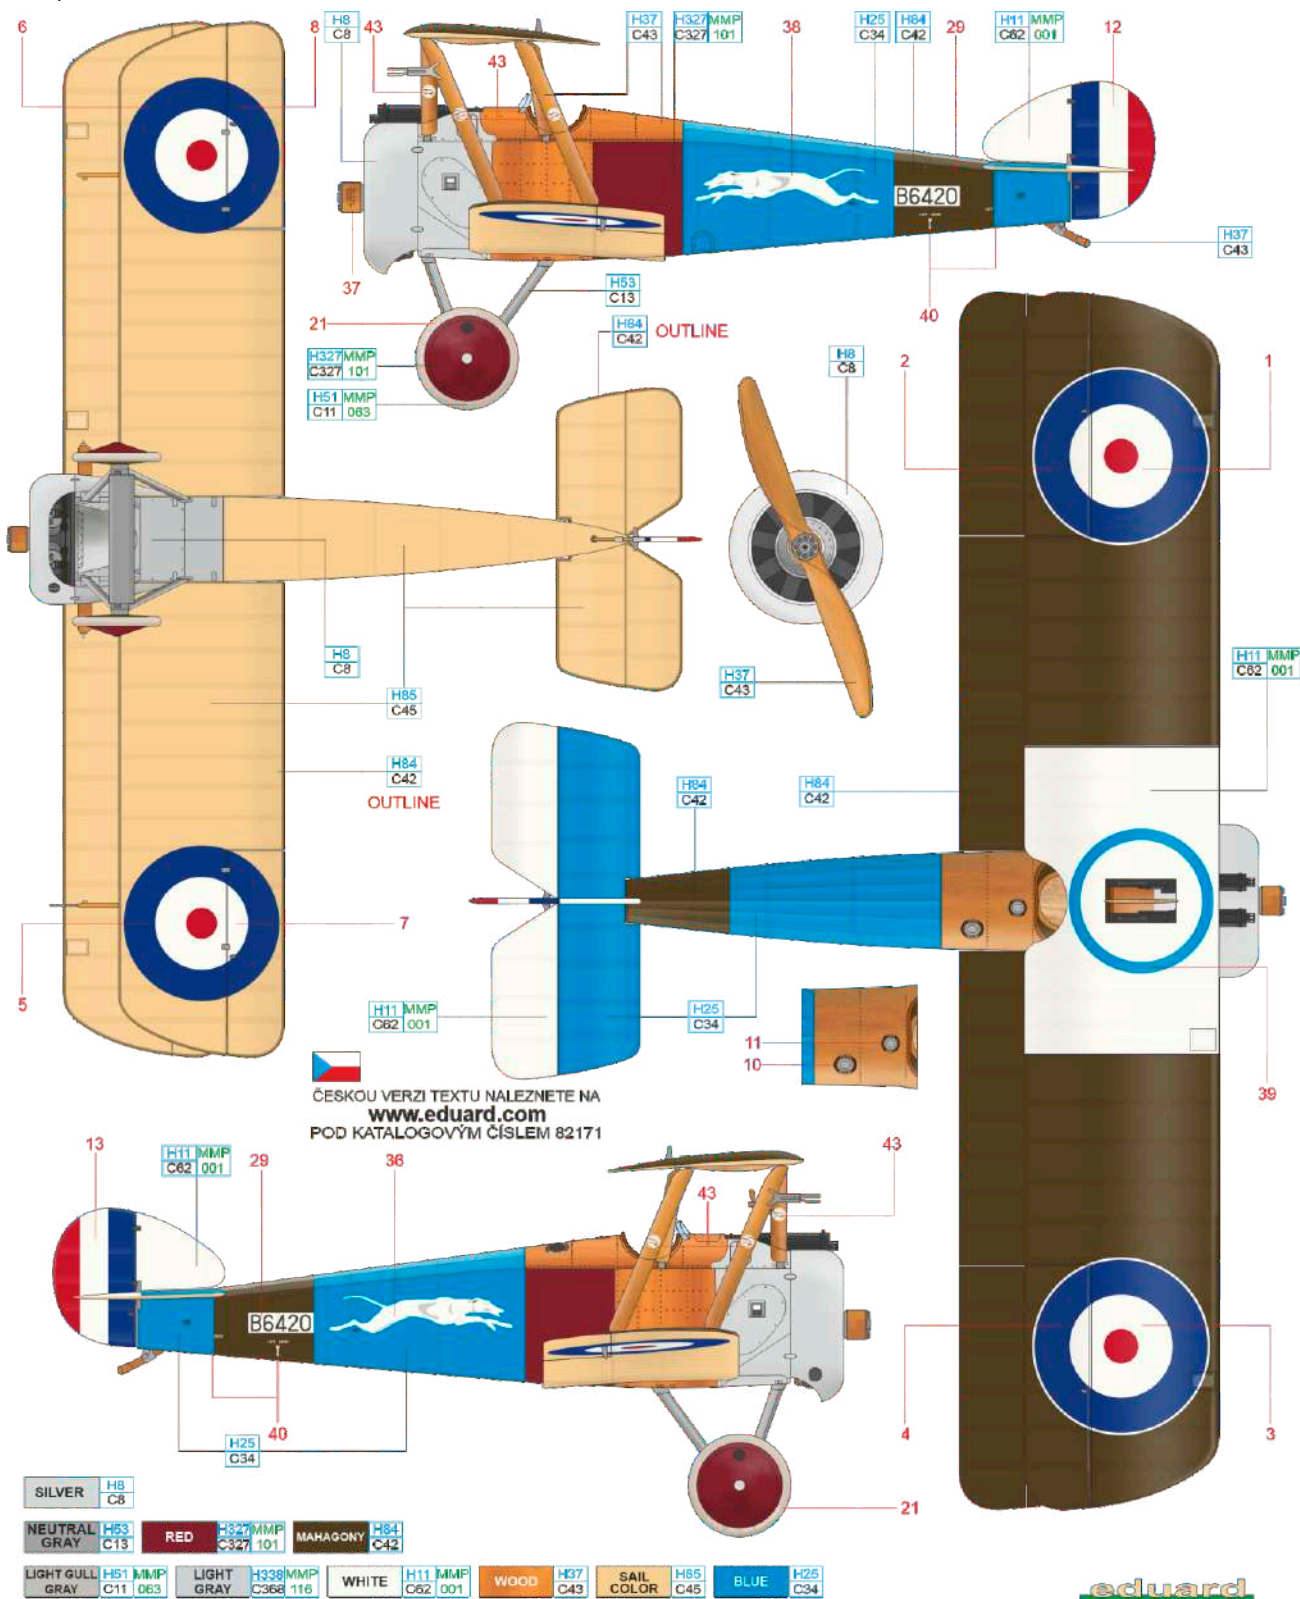 6
H8
C8
8
43
H37
C43
H327 MMP
C327 101
38
H25
C34
H84
C42
29
H11 MMP
C62 001
12
43
B6420
37
H37
C43
40
H53
C13
21
H84
C42
OUTLINE
H327 MMP
C327 101
H51 MMP
C11 063
H8
C8
2
1
H8
C8
H85
C45
H37
C43
H11 MMP
C62 001
H84
C42
OUTLINE
H84
C42
H84
C42
7
5
H11 MMP
C62 001
H25
C34
11
10
39
ČESKOU VERZI TEXTU NALEZNETE NA
www.eduard.com
POD KATALOGOVÝM ČÍSLEM 82171
13
H11 MMP
C62 001
29
36
43
43
B6420
40
H25
C34
4
3
21
SILVER H8
C8
NEUTRAL GRAY H53
C13
RED H327 MMP
C327 101
MAHAGONY H84
C42
LIGHT GULL GRAY H51 MMP
C11 063
LIGHT GRAY H338 MMP
C368 116
WHITE H11 MMP
C62 001
WOOD H37
C43
SAIL COLOR H85
C45
BLUE H25
C34
eduard